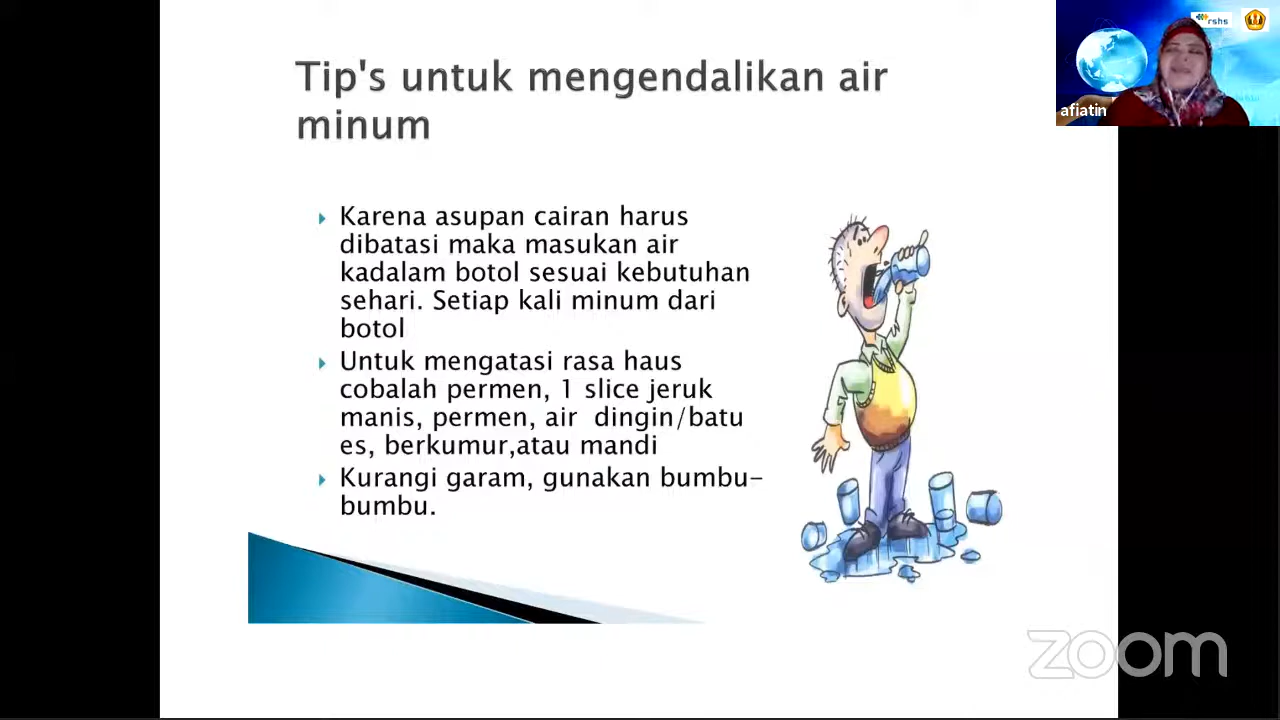 Tip's untuk mengendalikan air
minum
Karena asupan cairan harus
dibatasi maka masukan air
kadalam botol sesuai kebutuhan
sehari. Setiap kali minum dari
botol
Untuk mengatasi rasa haus
cobalah permen, 1 slice jeruk
manis, permen, air dingin/batu
es, berkumur,atau mandi
Kurangi garam, gunakan bumbu-
bumbu.
rshs
afiatin
zoom